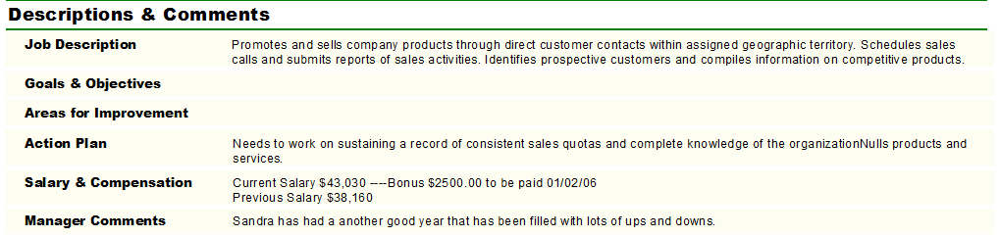 Descriptions & Comments
Job Description Promotes and sells company products through direct customer contacts within assigned geographic territory. Schedules sales
calls and submits reports of sales activities. Identifies prospective customers and compiles information on competitive products.
Goals & Objectives
Areas for Improvement
Action Plan Needs to work on sustaining a record of consistent sales quotas and complete knowledge of the organizationNulls products and
services.
Salary & Compensation Current Salary $43,030 ----Bonus $2500.00 to be paid 01/02/06
Previous Salary $38,160
Manager Comments Sandra has had a another good year that has been filled with lots of ups and downs.